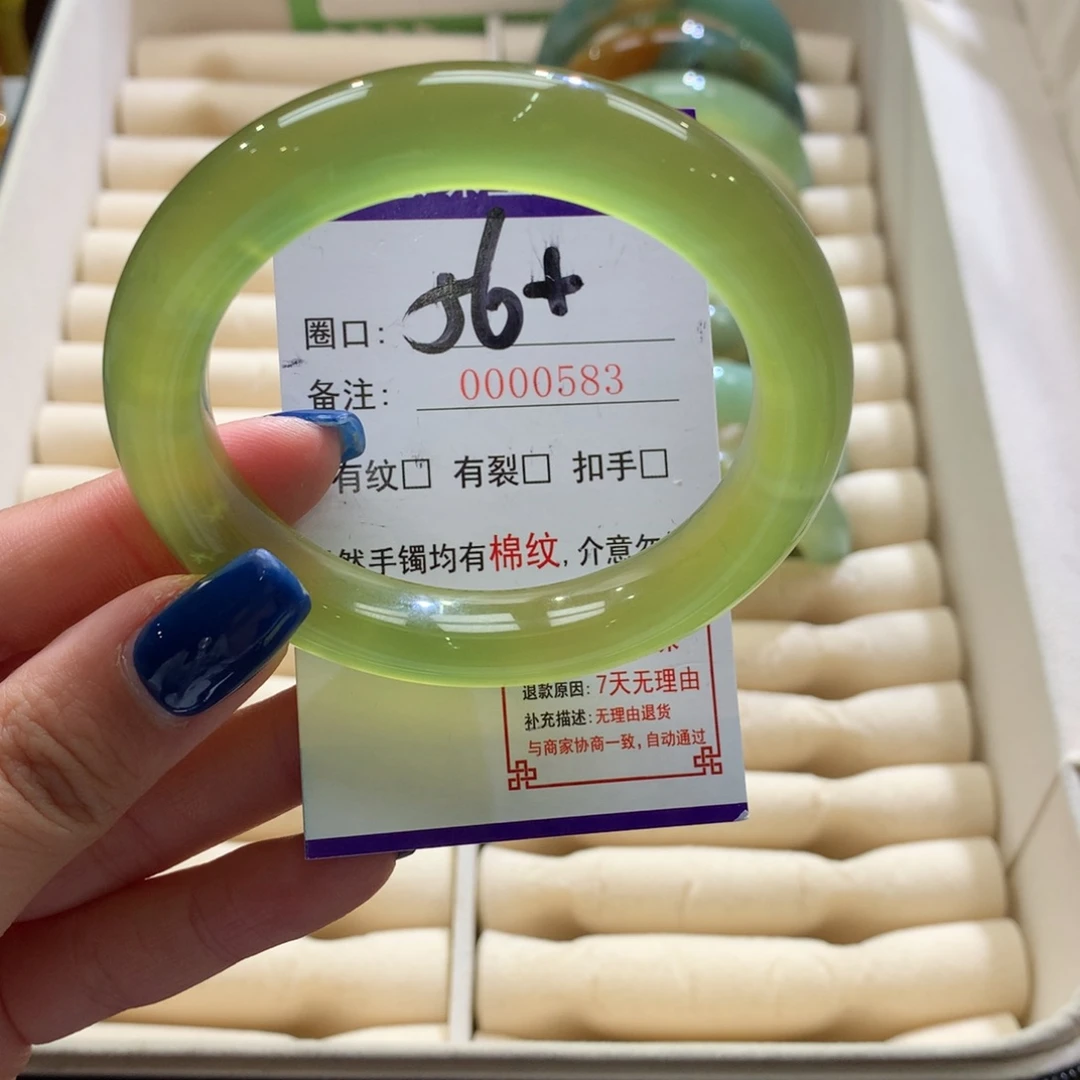 圈口: 56+
备注: 0000583
有纹□ 有裂□ 扣手□
然手镯均有棉纹, 介意勿
退款原因: 7天无理由
补充描述: 无理由退货
与商家协商一致, 自动通过